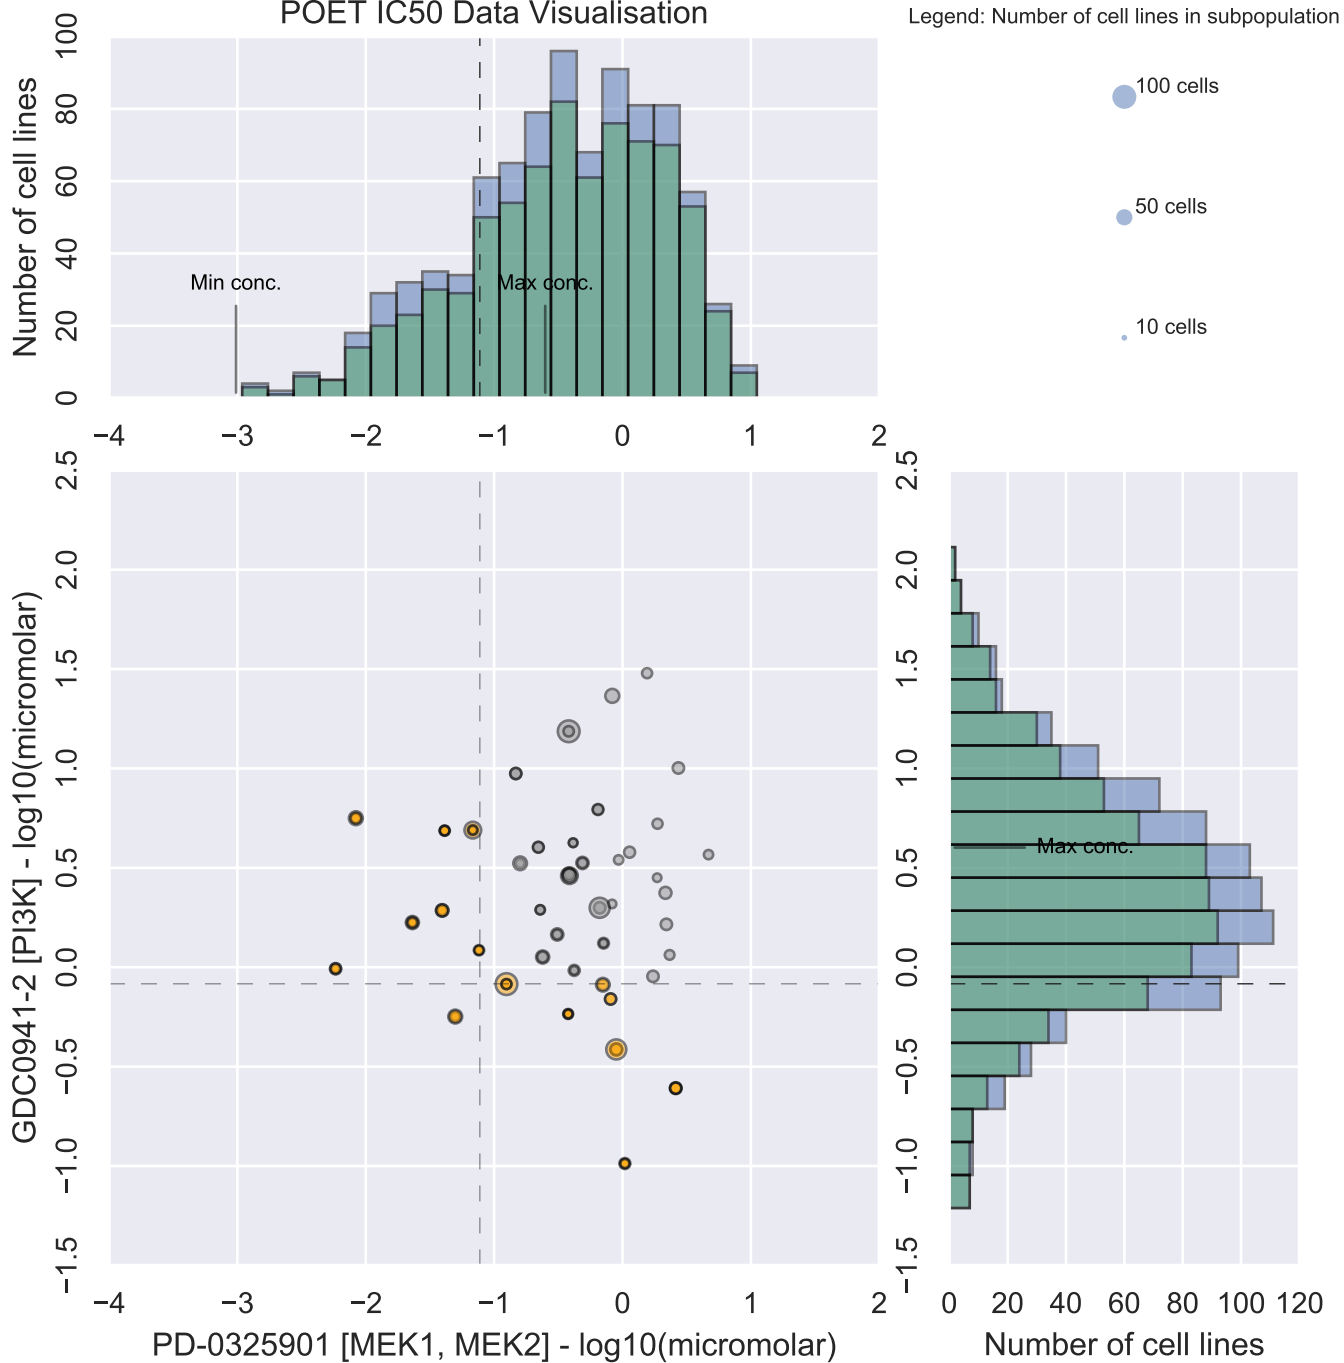 POET IC50 Data Visualisation
Legend: Number of cell lines in subpopulation
100 cells
50 cells
10 cells
Number of cell lines
100
80
60
40
20
0
Min conc.
Max conc.
−4 −3 −2 −1 0 1 2
GDC0941-2 [PI3K] - log10(micromolar)
2.5
2.0
1.5
1.0
0.5
0.0
−0.5
−1.0
−1.5
−4 −3 −2 −1 0 1 2
PD-0325901 [MEK1, MEK2] - log10(micromolar)
2.5
2.0
1.5
1.0
0.5
0.0
−0.5
−1.0
−1.5
Max conc.
0 20 40 60 80 100 120
Number of cell lines